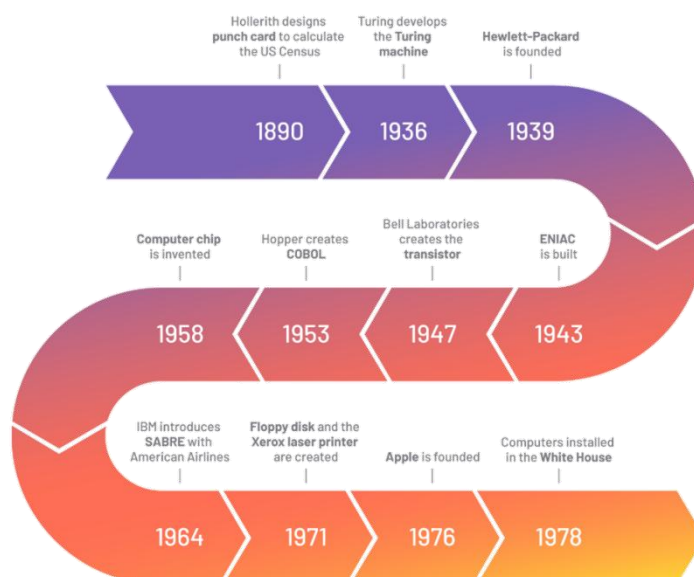 Hollerith designs
punch card to calculate
the US Census
Turing develops
the Turing
machine
Hewlett-Packard
is founded
1890
1936
1939
Computer chip
is invented
Hopper creates
COBOL
Bell Laboratories
creates the
transistor
ENIAC
is built
1958
1953
1947
1943
IBM introduces
SABRE with
American Airlines
Floppy disk and the
Xerox laser printer
are created
Apple is founded
Computers installed
in the White House
1964
1971
1976
1978